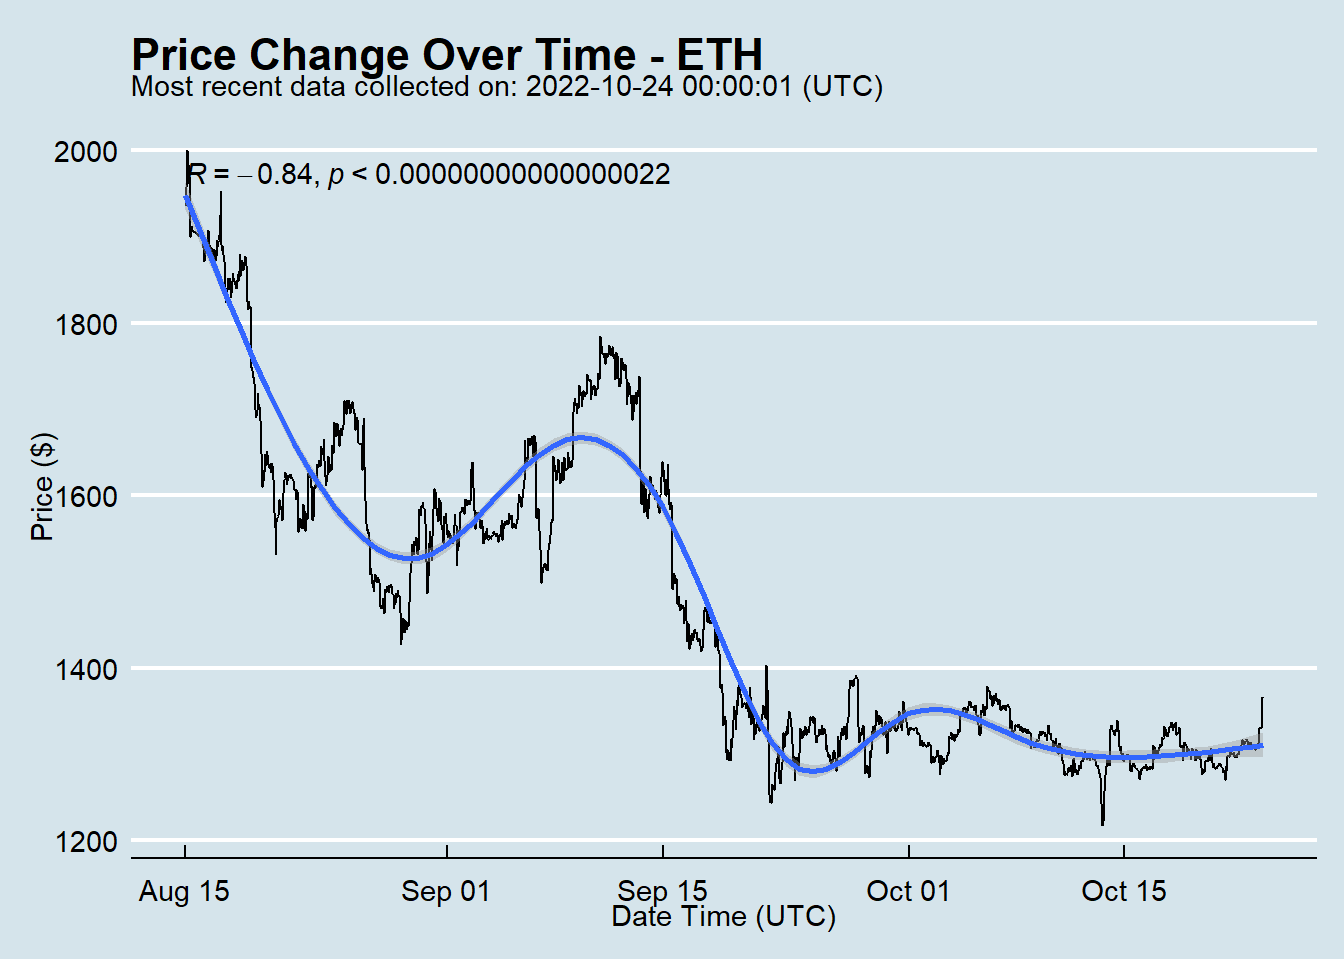 Price Change Over Time - ETH
Most recent data collected on: 2022-10-24 00:00:01 (UTC)
R = −0.84, p < 0.00000000000000022
2000
1800
1600
1400
1200
Price ($)
Aug 15 Sep 01 Sep 15 Oct 01 Oct 15
Date Time (UTC)